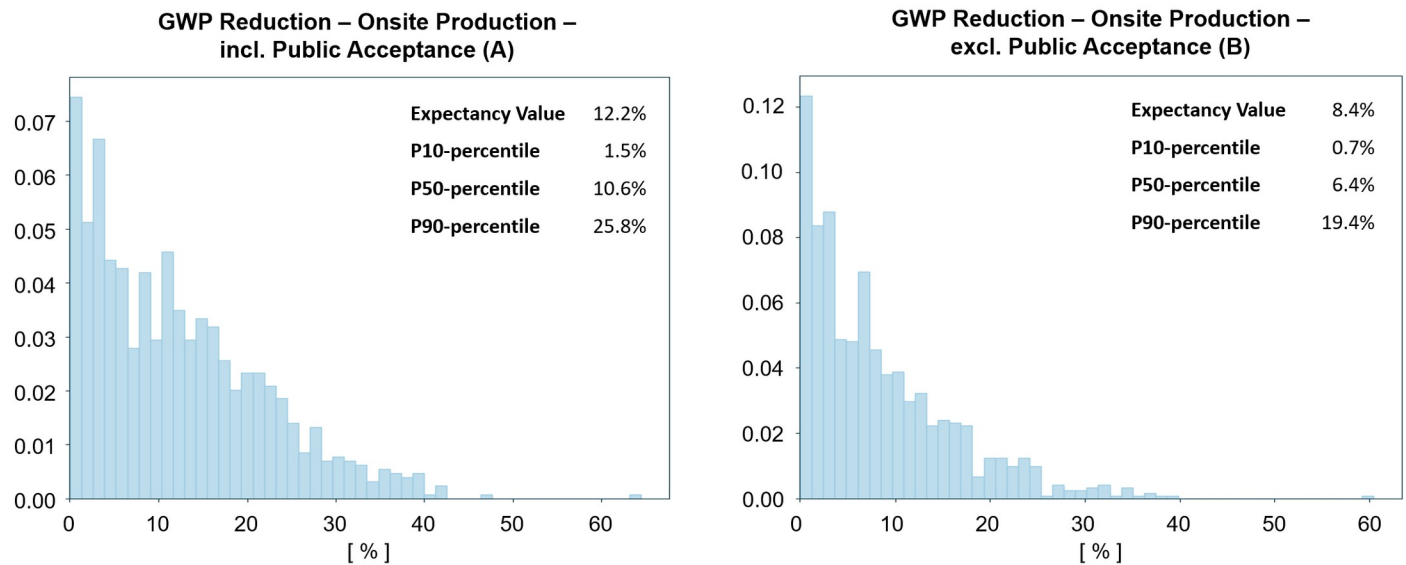 GWP Reduction – Onsite Production –
incl. Public Acceptance (A)
Expectancy Value 12.2%
P10-percentile 1.5%
P50-percentile 10.6%
P90-percentile 25.8%
0.07
0.06
0.05
0.04
0.03
0.02
0.01
0.00
0 10 20 30 40 50 60
[ % ]
GWP Reduction – Onsite Production –
excl. Public Acceptance (B)
Expectancy Value 8.4%
P10-percentile 0.7%
P50-percentile 6.4%
P90-percentile 19.4%
0.12
0.10
0.08
0.06
0.04
0.02
0.00
0 10 20 30 40 50 60
[ % ]